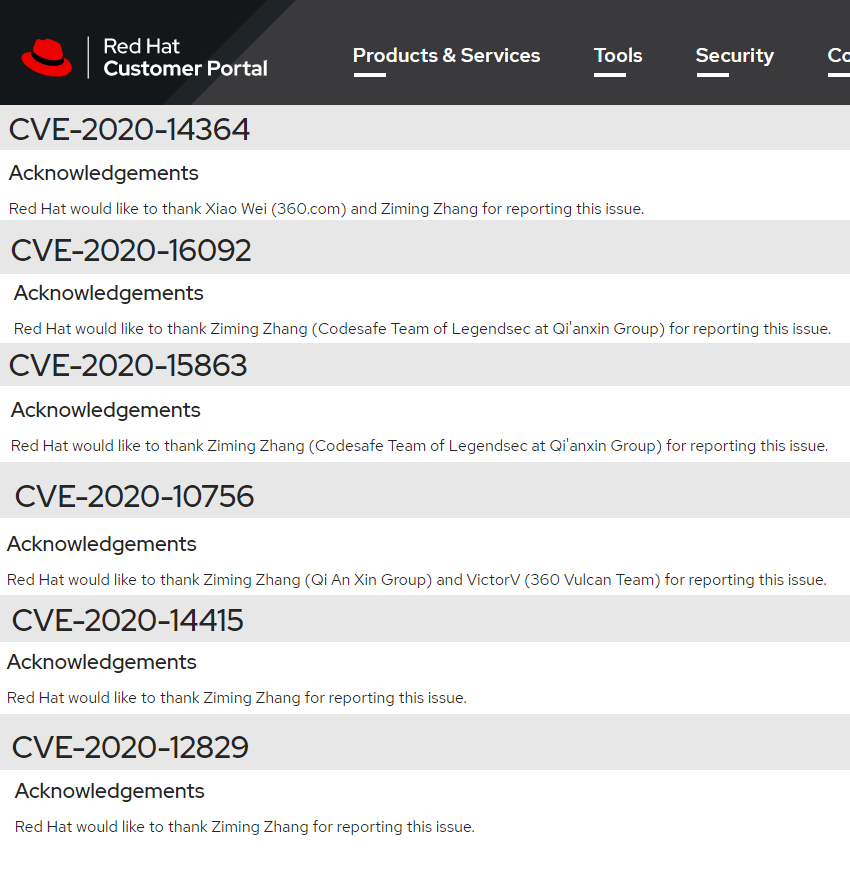 Red Hat
Customer Portal
Products & Services
Tools
Security
Co
CVE-2020-14364
Acknowledgements
Red Hat would like to thank Xiao Wei (360.com) and Ziming Zhang for reporting this issue.
CVE-2020-16092
Acknowledgements
Red Hat would like to thank Ziming Zhang (Codesafe Team of Legendsec at Qi'anxin Group) for reporting this issue.
CVE-2020-15863
Acknowledgements
Red Hat would like to thank Ziming Zhang (Codesafe Team of Legendsec at Qi'anxin Group) for reporting this issue.
CVE-2020-10756
Acknowledgements
Red Hat would like to thank Ziming Zhang (Qi An Xin Group) and VictorV (360 Vulcan Team) for reporting this issue.
CVE-2020-14415
Acknowledgements
Red Hat would like to thank Ziming Zhang for reporting this issue.
CVE-2020-12829
Acknowledgements
Red Hat would like to thank Ziming Zhang for reporting this issue.